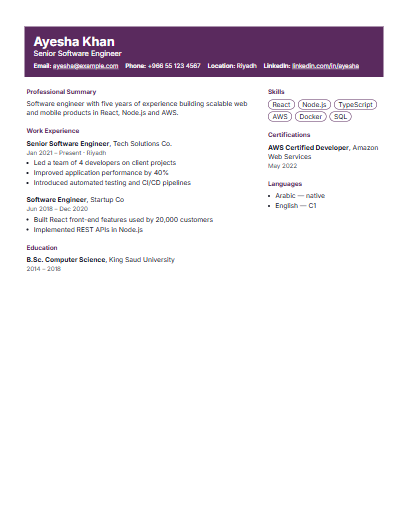 Ayesha Khan
Senior Software Engineer
Email: ayesha@example.com Phone: +966 55 123 4567 Location: Riyadh LinkedIn: linkedin.com/in/ayesha
Professional Summary
Software engineer with five years of experience building scalable web
and mobile products in React, Node.js and AWS.
Work Experience
Senior Software Engineer, Tech Solutions Co.
Jan 2021 – Present · Riyadh
• Led a team of 4 developers on client projects
• Improved application performance by 40%
• Introduced automated testing and CI/CD pipelines
Software Engineer, Startup Co
Jun 2018 – Dec 2020
• Built React front-end features used by 20,000 customers
• Implemented REST APIs in Node.js
Education
B.Sc. Computer Science, King Saud University
2014 – 2018
Skills
React Node.js TypeScript
AWS Docker SQL
Certifications
AWS Certified Developer, Amazon
Web Services
May 2022
Languages
• Arabic — native
• English — C1